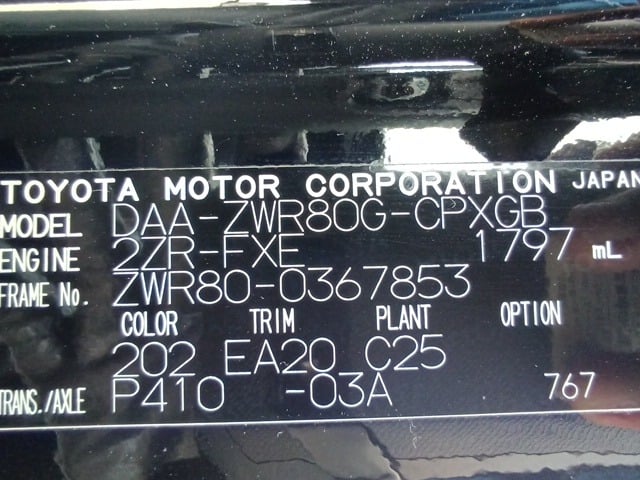 TOYOTA MOTOR CORPORATION JAPAN
MODEL DAA-ZWR80G-CPXGB
ENGINE 2ZR-FXE 1797 mL
FRAME No. ZWR80-0367853
COLOR TRIM PLANT OPTION
202 EA20 C25
TRANS./AXLE P410 -03A 767